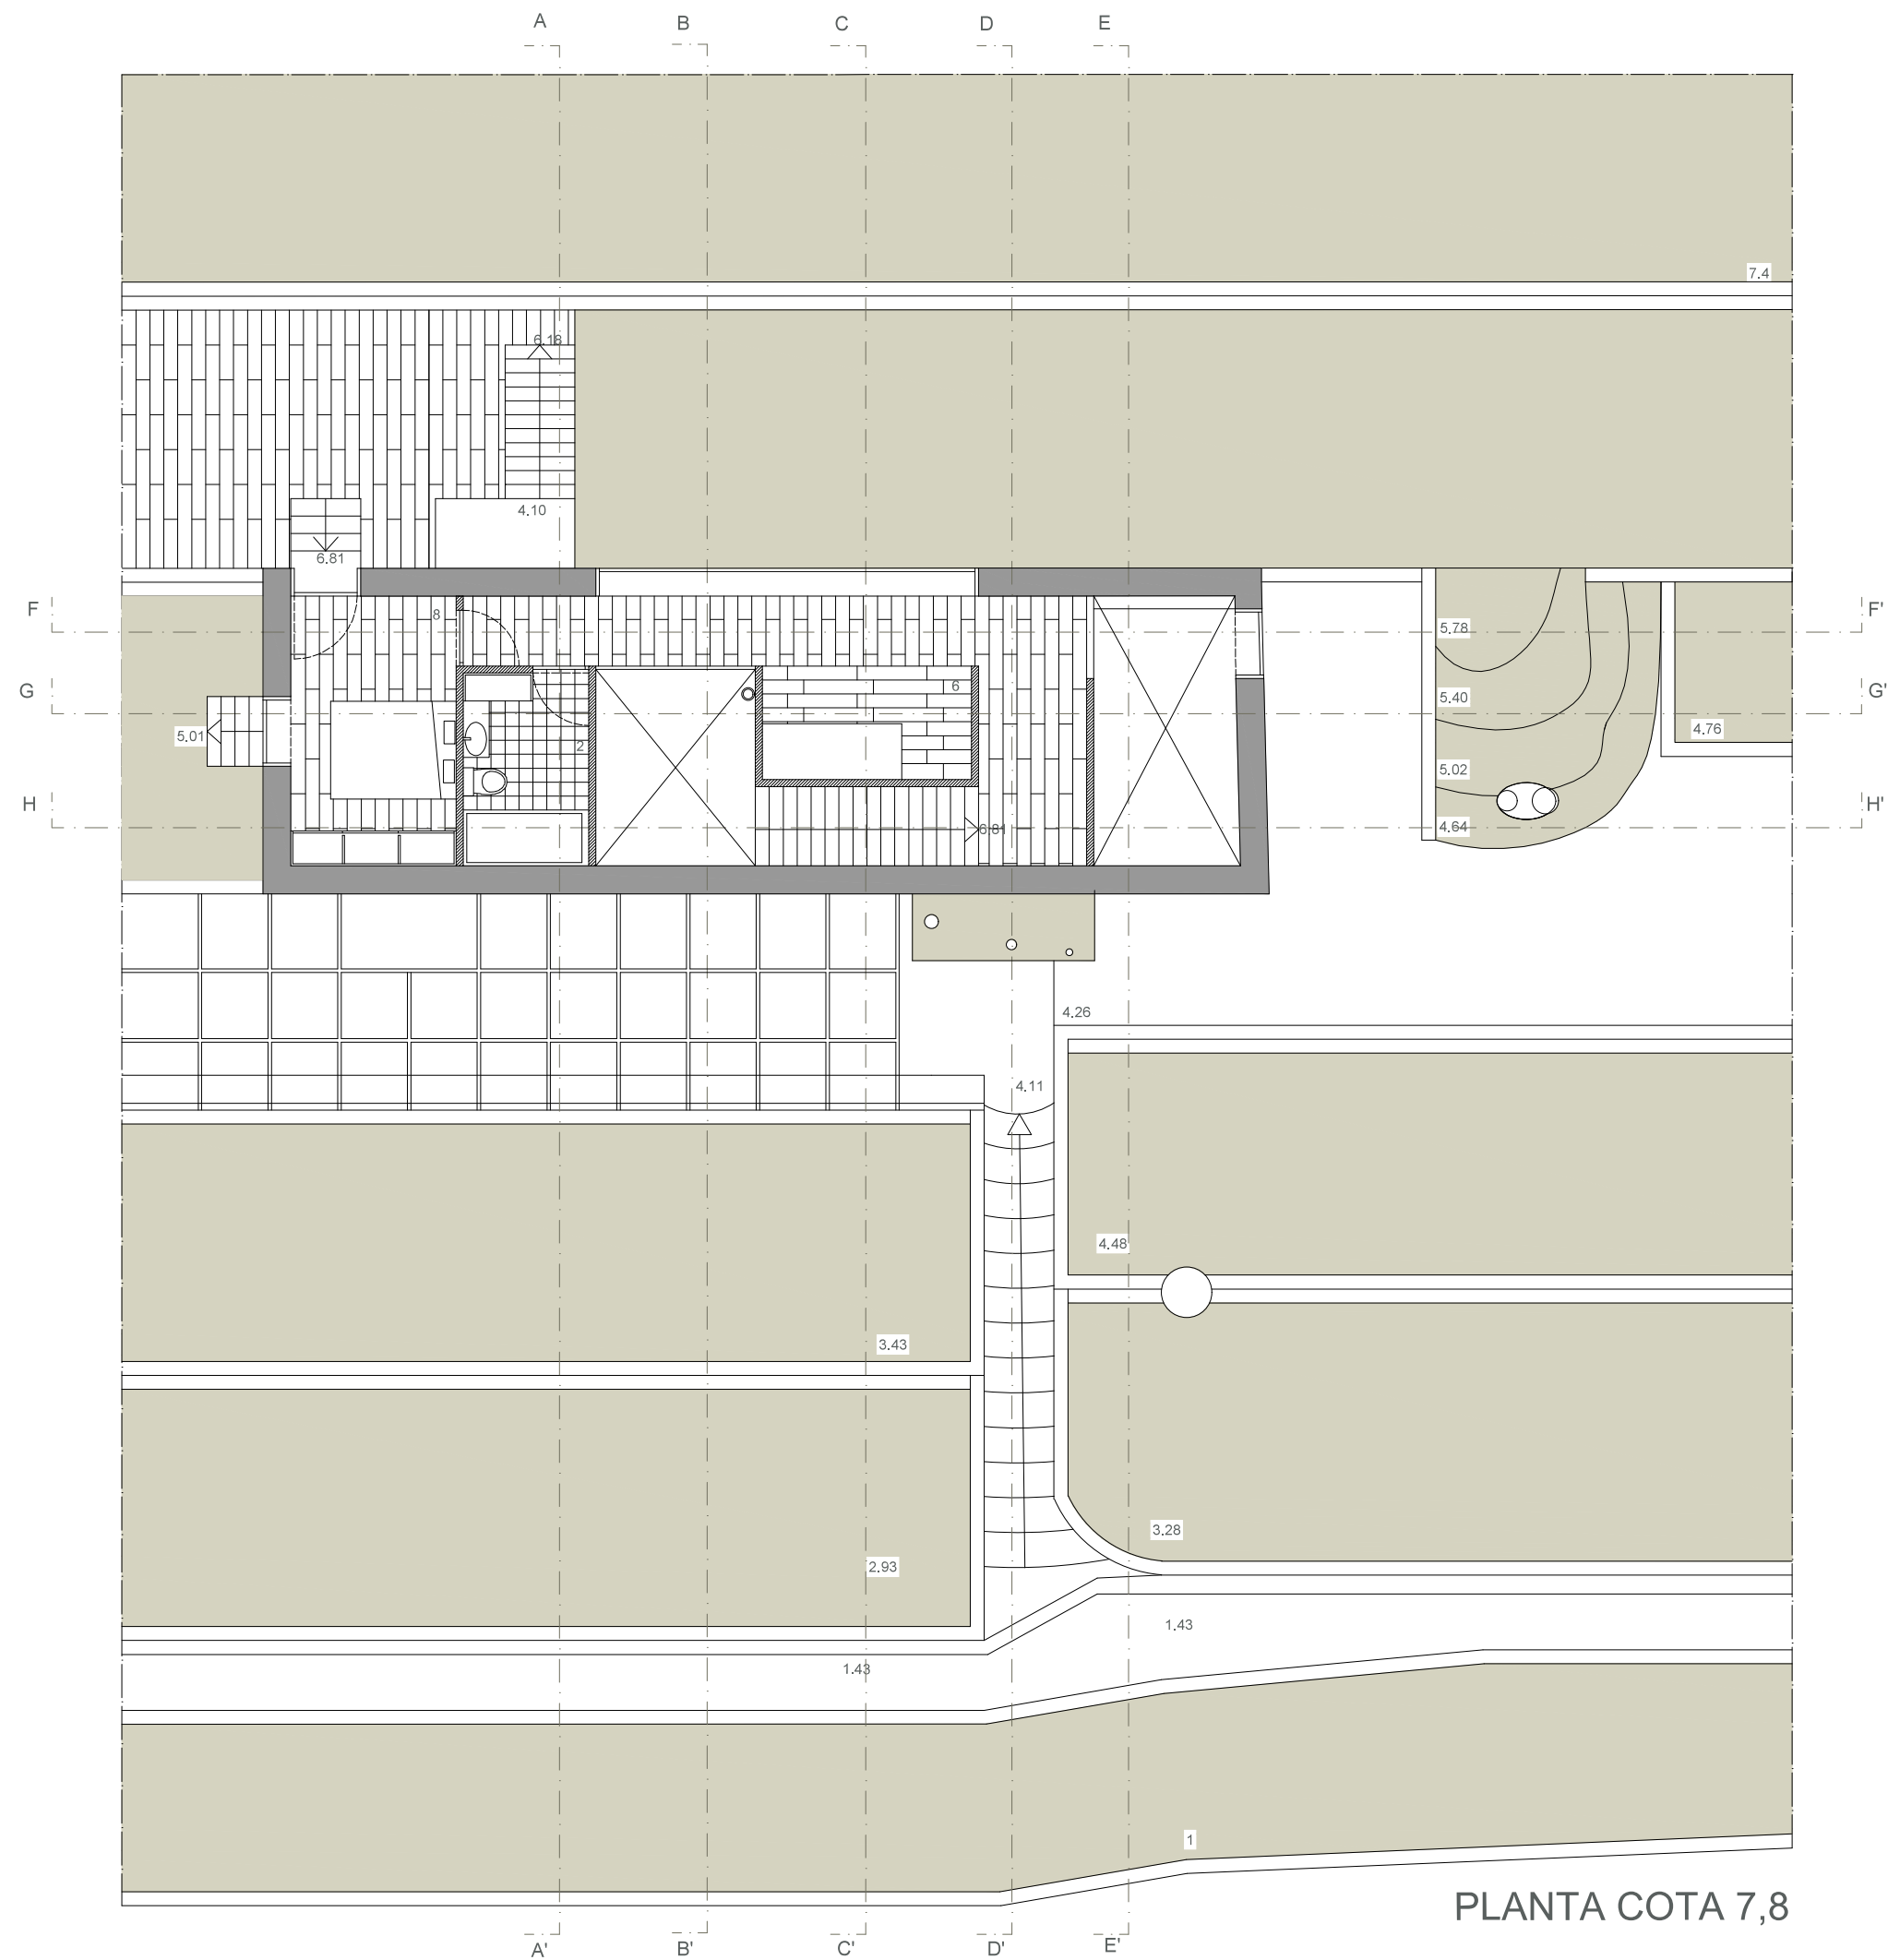 A B C D E
7.4
6.18
4.10
6.81
F 8 5.78 F'
G 6 5.40 G'
5.01 2 4.76
5.02
H 6.81 4.64 H'
4.26
4.11
4.48
3.43
3.28
2.93
1.43
1.43
1
PLANTA COTA 7,8
A' B' C' D' E'